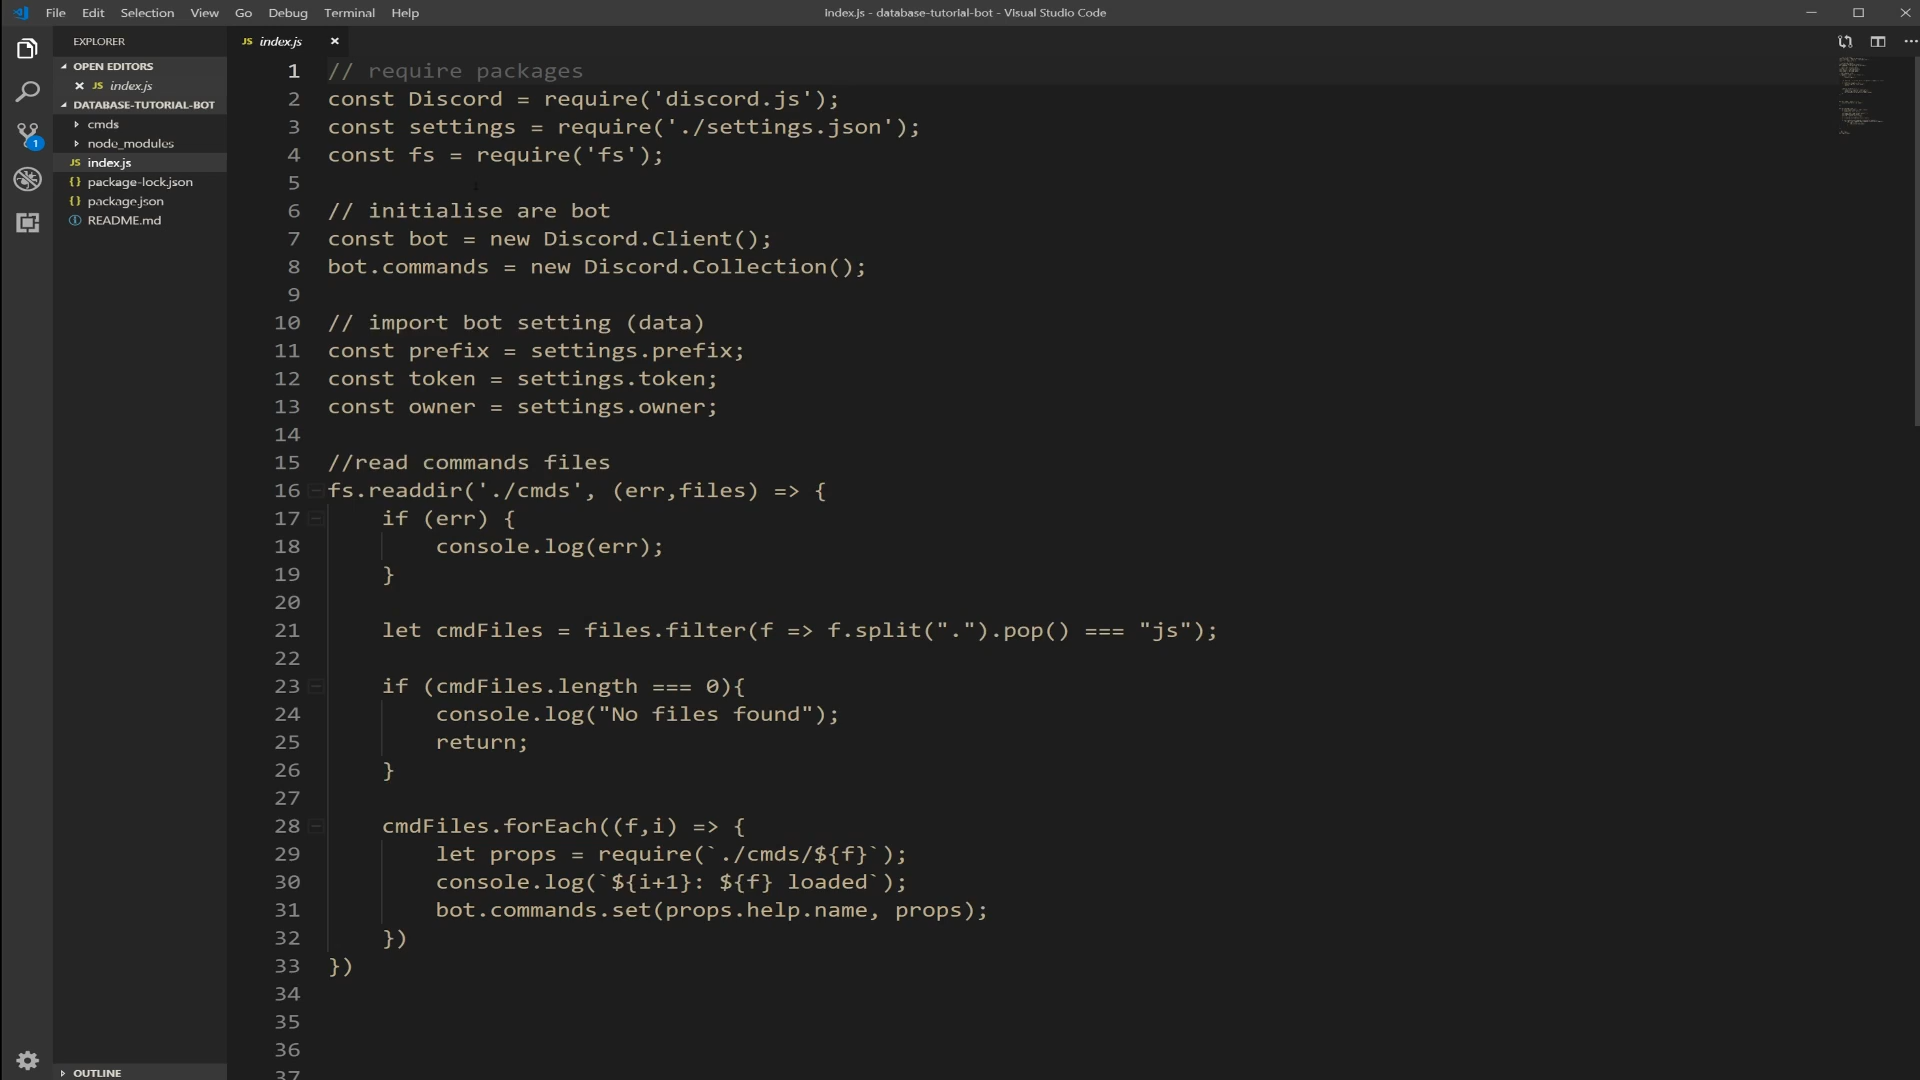 File Edit Selection View Go Debug Terminal Help
index.js - database-tutorial-bot - Visual Studio Code
EXPLORER
OPEN EDITORS
JS index.js
DATABASE-TUTORIAL-BOT
cmds
node_modules
JS index.js
{} package-lock.json
{} package.json
README.md
OUTLINE
1
JS index.js
1 // require packages
2 const Discord = require('discord.js');
3 const settings = require('./settings.json');
4 const fs = require('fs');
5
6 // initialise are bot
7 const bot = new Discord.Client();
8 bot.commands = new Discord.Collection();
9
10 // import bot setting (data)
11 const prefix = settings.prefix;
12 const token = settings.token;
13 const owner = settings.owner;
14
15 //read commands files
16 fs.readdir('./cmds', (err,files) => {
17 if (err) {
18 console.log(err);
19 }
20
21 let cmdFiles = files.filter(f => f.split(".").pop() === "js");
22
23 if (cmdFiles.length === 0){
24 console.log("No files found");
25 return;
26 }
27
28 cmdFiles.forEach((f,i) => {
29 let props = require(`./cmds/${f}`);
30 console.log(`${i+1}: ${f} loaded`);
31 bot.commands.set(props.help.name, props);
32 })
33 })
34
35
36
37